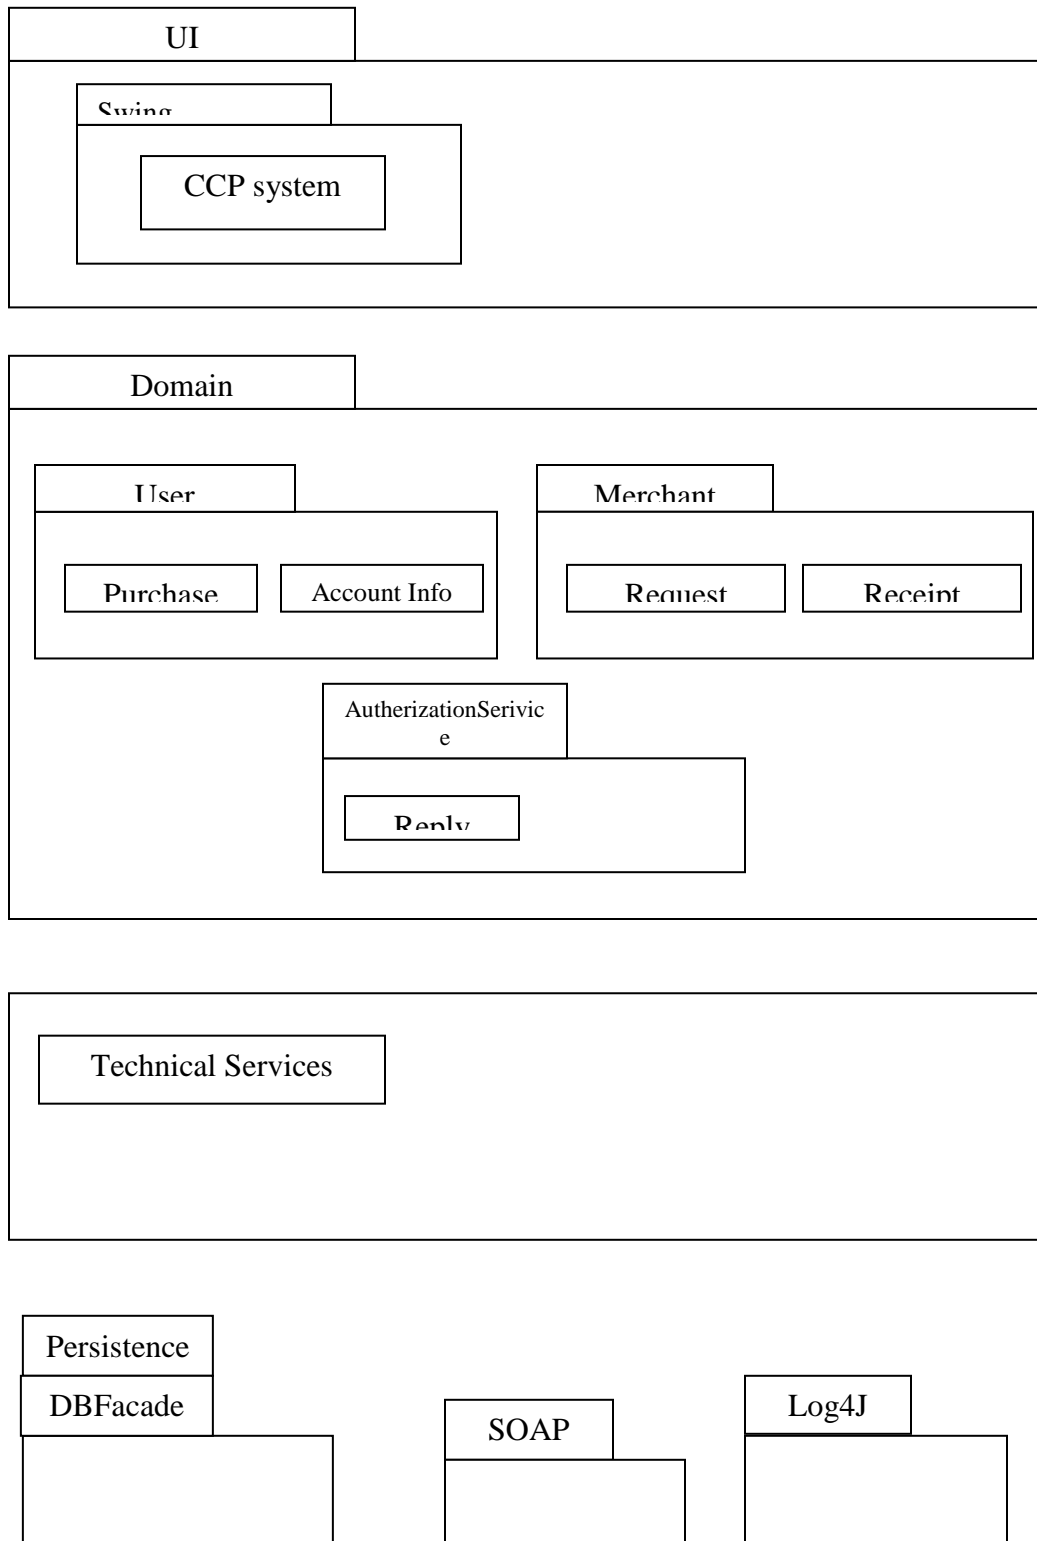 UI
Swing
CCP system
Domain
User
Merchant
Purchase
Account Info
Request
Receipt
AutherizationSerivic
e
Reply
Technical Services
Persistence
DBFacade
SOAP
Log4J